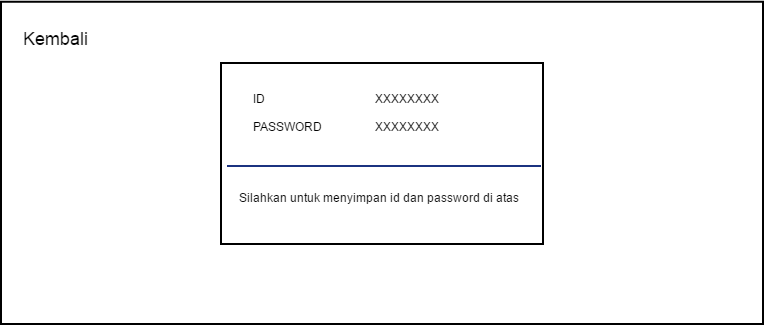 Kembali
ID XXXXXXXX
PASSWORD XXXXXXXX
Silahkan untuk menyimpan id dan password di atas